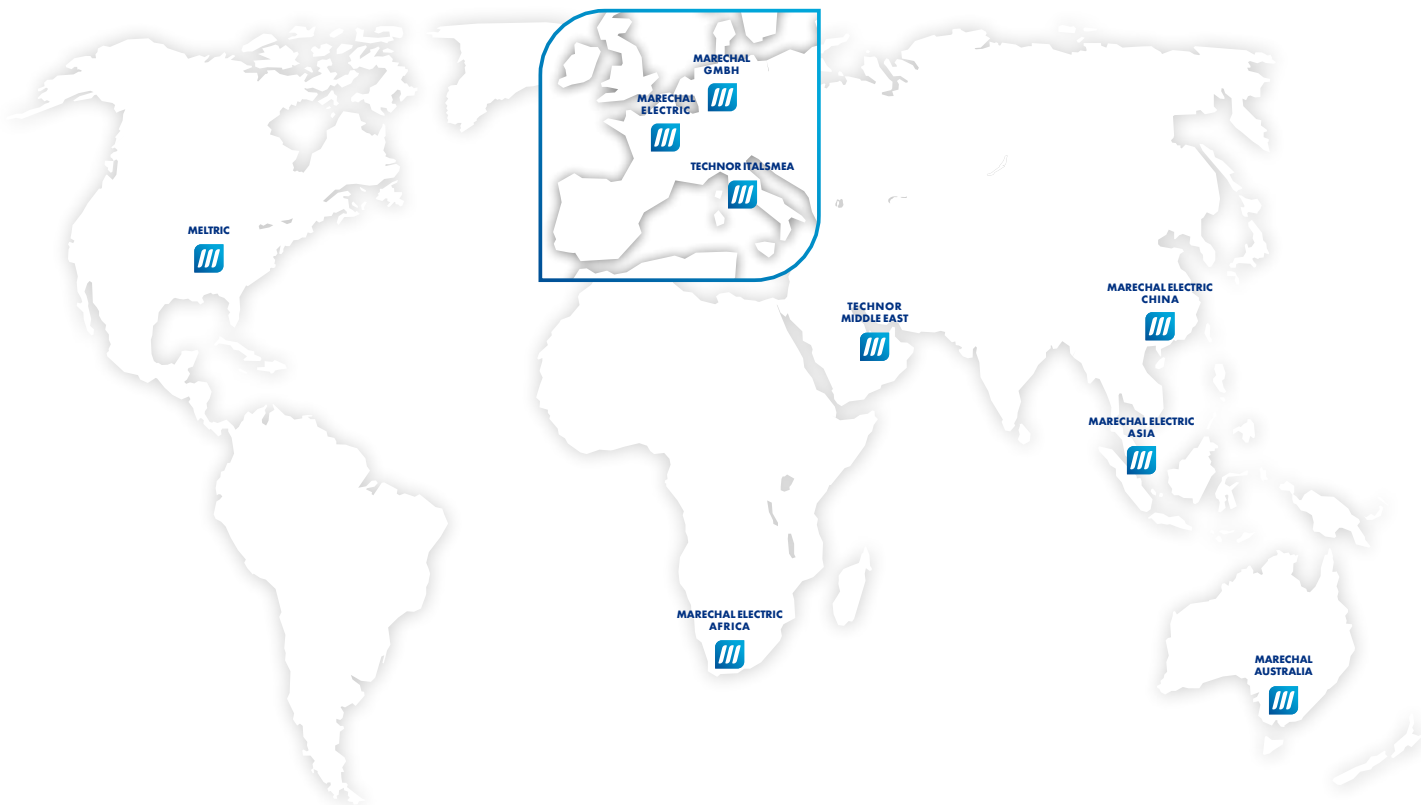 MARECHAL
GMBH
MARECHAL
ELECTRIC
TECHNOR ITALSMEA
MELTRIC
MARECHAL ELECTRIC
CHINA
TECHNOR
MIDDLE EAST
MARECHAL ELECTRIC
ASIA
MARECHAL ELECTRIC
AFRICA
MARECHAL
AUSTRALIA